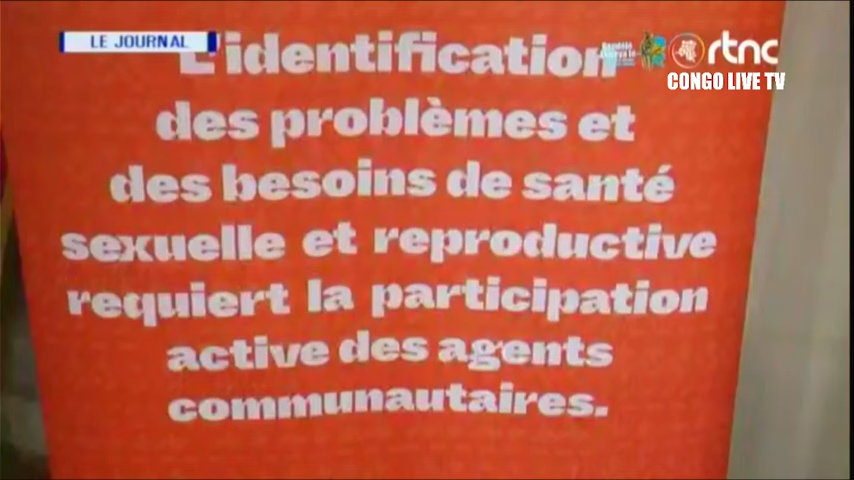 LE JOURNAL
rtnc
CONGO LIVE TV
L'identification
des problèmes et
des besoins de santé
sexuelle et reproductive
requiert la participation
active des agents
communautaires.